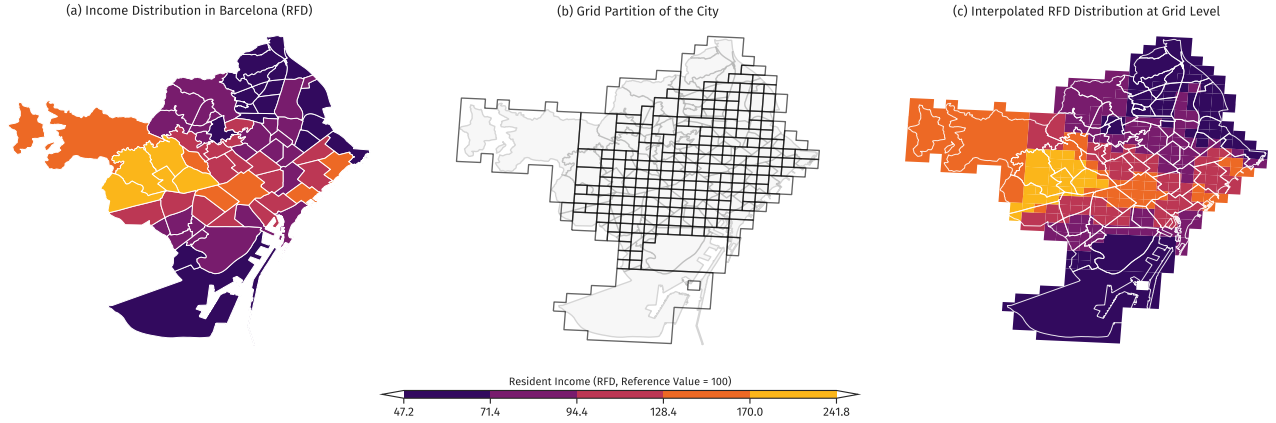 (a) Income Distribution in Barcelona (RFD)
(b) Grid Partition of the City
(c) Interpolated RFD Distribution at Grid Level
Resident Income (RFD, Reference Value = 100)
47.2 71.4 94.4 128.4 170.0 241.8